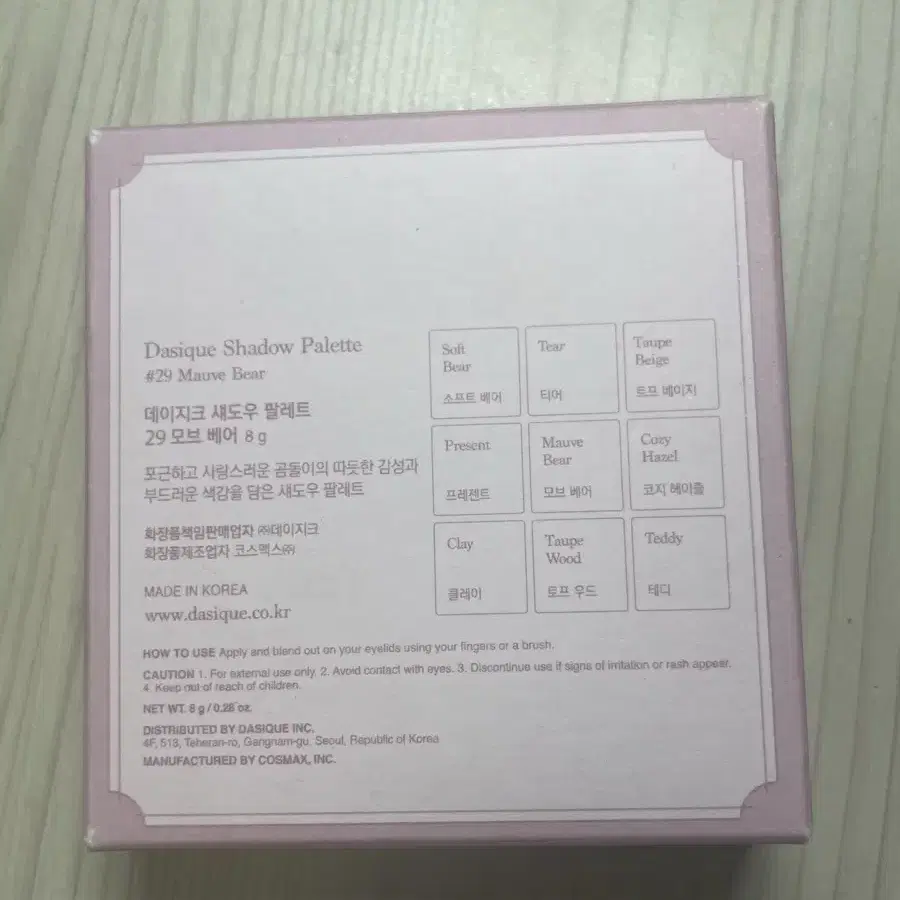 Dasique Shadow Palette
#29 Mauve Bear
데이지크 섀도우 팔레트
29 모브 베어 8 g
포근하고 사랑스러운 곰돌이의 따듯한 감성과
부드러운 색감을 담은 섀도우 팔레트
화장품책임판매업자 ㈜데이지크
화장품제조업자 코스맥스㈜
MADE IN KOREA
www.dasique.co.kr
Soft
Bear
소프트 베어
Tear
티어
Taupe
Beige
토프 베이지
Present
프레젠트
Mauve
Bear
모브 베어
Cozy
Hazel
코지 헤이즐
Clay
클레이
Taupe
Wood
토프 우드
Teddy
테디
HOW TO USE Apply and blend out on your eyelids using your fingers or a brush.
CAUTION 1. For external use only. 2. Avoid contact with eyes. 3. Discontinue use if signs of irritation or rash appear.
4. Keep out of reach of children.
NET WT. 8 g / 0.28 oz.
DISTRIBUTED BY DASIQUE INC.
4F, 513, Teheran-ro, Gangnam-gu, Seoul, Republic of Korea
MANUFACTURED BY COSMAX, INC.